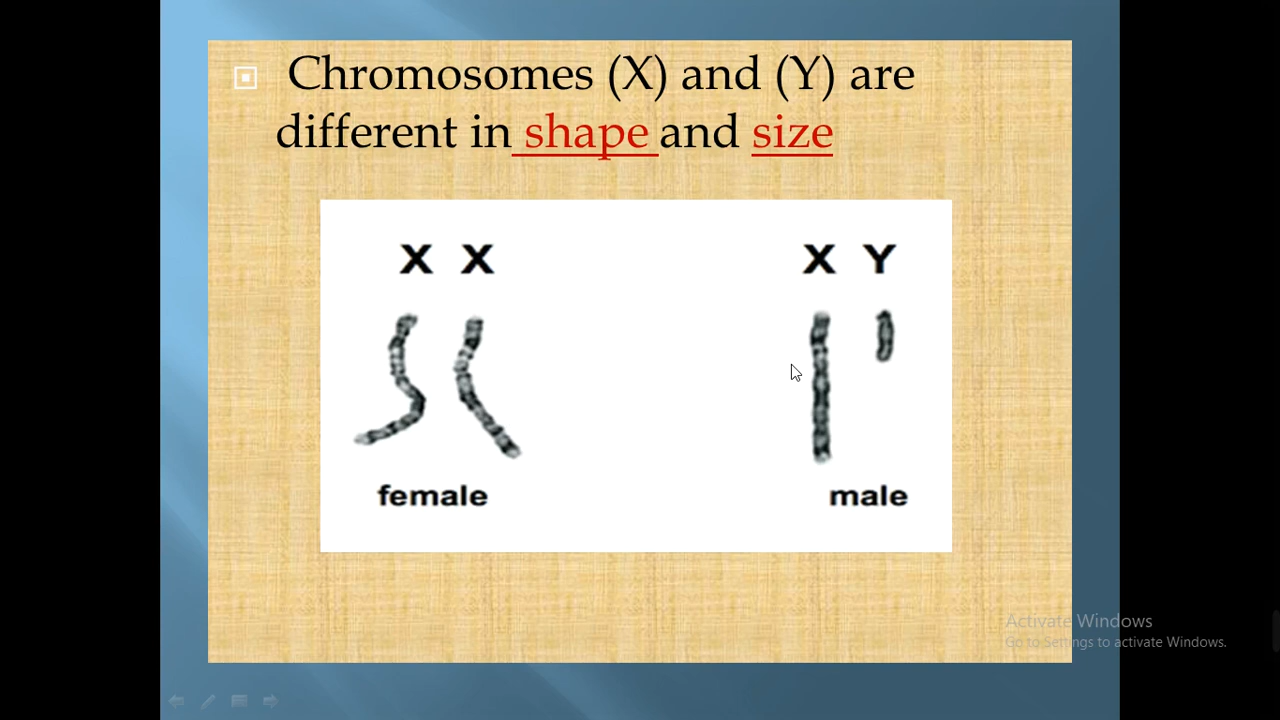 Chromosomes (X) and (Y) are
different in shape and size
X X
X Y
female
male
Activate Windows
Go to Settings to activate Windows.